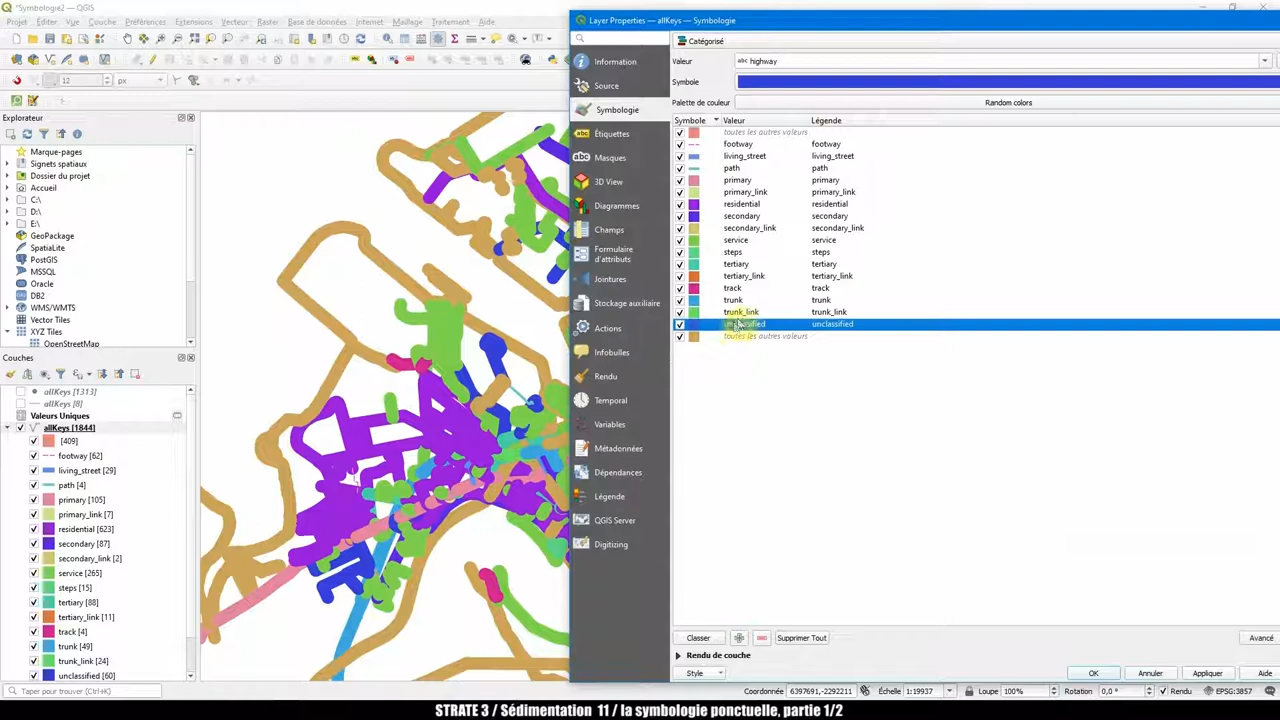 *Symbologie2 — QGIS
Projet Éditer Vue Couche Préférences Extensions Vecteur Raster Base de données Internet Maillage Traitement Aide
12 px
Explorateur
Marque-pages
Signets spatiaux
Dossier du projet
Accueil
C:\
D:\
E:\
GeoPackage
SpatiaLite
PostGIS
MSSQL
Oracle
DB2
WMS/WMTS
Vector Tiles
XYZ Tiles
OpenStreetMap
Couches
allKeys [1313]
allKeys [8]
Valeurs Uniques
allKeys [1844]
[409]
footway [62]
living_street [29]
path [4]
primary [105]
primary_link [7]
residential [623]
secondary [87]
secondary_link [2]
service [265]
steps [15]
tertiary [88]
tertiary_link [11]
track [4]
trunk [49]
trunk_link [24]
unclassified [60]
Layer Properties — allKeys — Symbologie
Information
Source
Symbologie
Étiquettes
Masques
3D View
Diagrammes
Champs
Formulaire
d'attributs
Jointures
Stockage auxiliaire
Actions
Infobulles
Rendu
Temporal
Variables
Métadonnées
Dépendances
Légende
QGIS Server
Digitizing
Catégorisé
Valeur abc highway
Symbole
Palette de couleur Random colors
Symbole Valeur Légende
toutes les autres valeurs
footway footway
living_street living_street
path path
primary primary
primary_link primary_link
residential residential
secondary secondary
secondary_link secondary_link
service service
steps steps
tertiary tertiary
tertiary_link tertiary_link
track track
trunk trunk
trunk_link trunk_link
unclassified unclassified
toutes les autres valeurs
Classer Supprimer Tout Avancé
Rendu de couche
Style OK Annuler Appliquer Aide
Taper pour trouver (Ctrl+K) Coordonnée 6397691,-2292211 Échelle 1:19937 Loupe 100% Rotation 0,0 ° Rendu EPSG:3857
STRATE 3 / Sédimentation 11 / la symbologie ponctuelle, partie 1/2